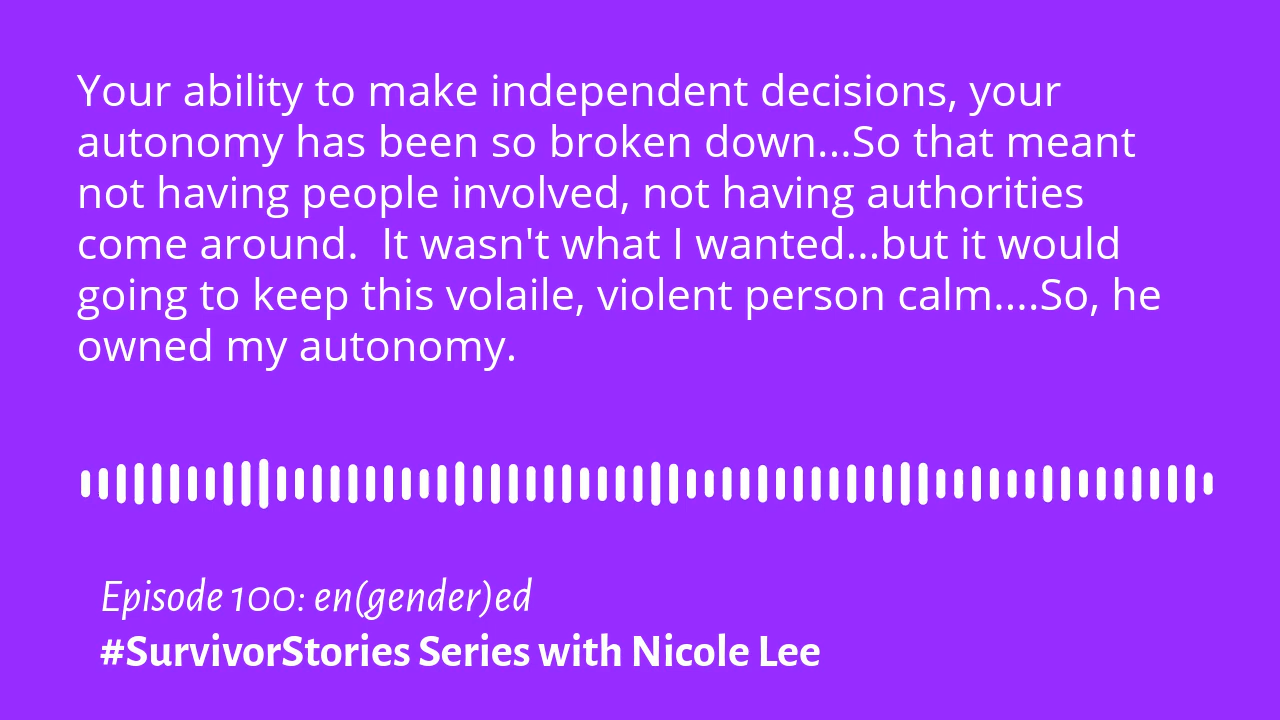 Your ability to make independent decisions, your
autonomy has been so broken down...So that meant
not having people involved, not having authorities
come around.  It wasn't what I wanted...but it would
going to keep this volaile, violent person calm....So, he
owned my autonomy.
Episode 100: en(gender)ed
#SurvivorStories Series with Nicole Lee